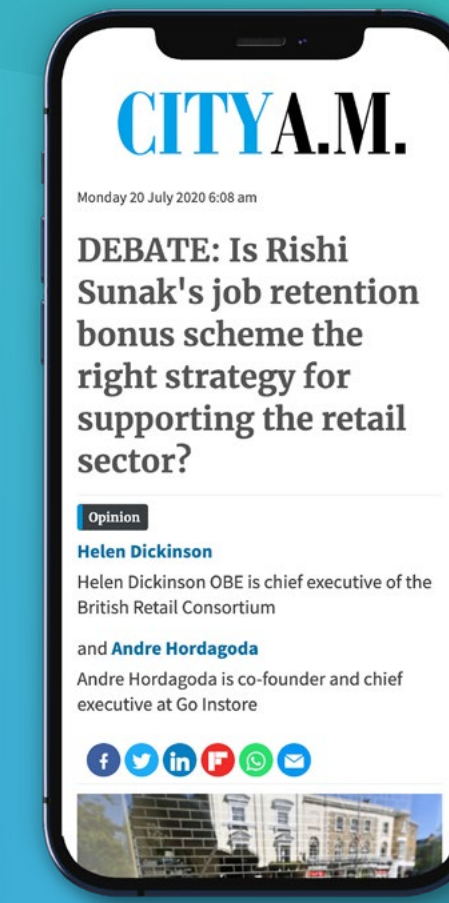 CITYA.M.
Monday 20 July 2020 6:08 am
DEBATE: Is Rishi
Sunak's job retention
bonus scheme the
right strategy for
supporting the retail
sector?
Opinion
Helen Dickinson
Helen Dickinson OBE is chief executive of the
British Retail Consortium
and Andre Hordagoda
Andre Hordagoda is co-founder and chief
executive at Go Instore